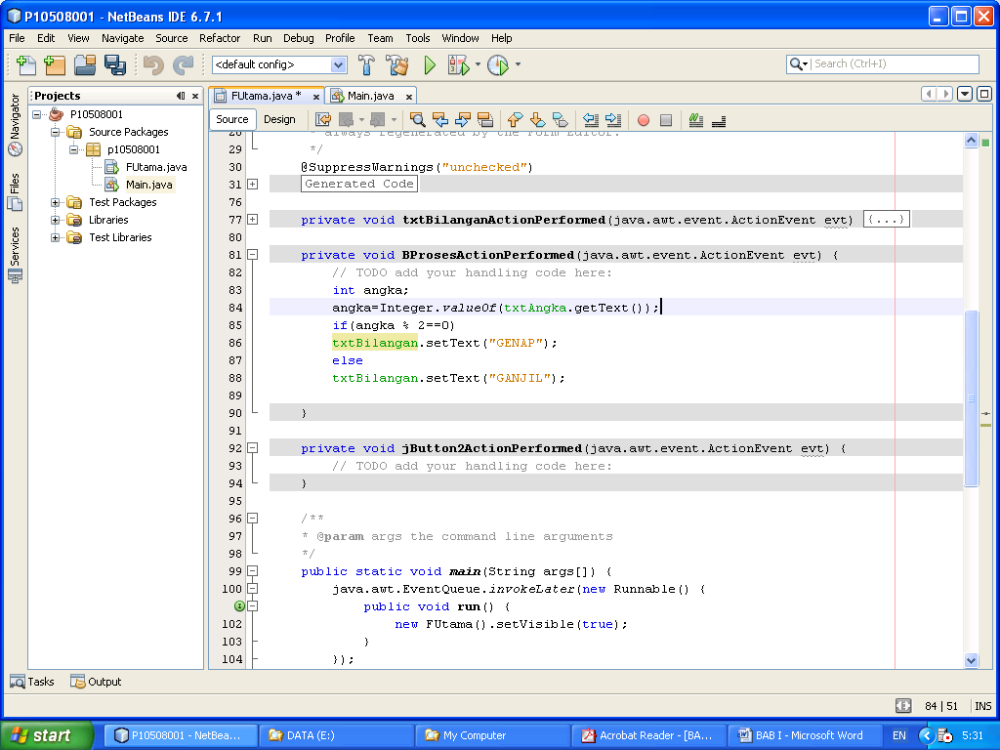 P10508001 - NetBeans IDE 6.7.1
File Edit View Navigate Source Refactor Run Debug Profile Team Tools Window Help
<default config>
Search (Ctrl+I)
Navigator
Files
Services
Projects
P10508001
Source Packages
p10508001
FUtama.java
Main.java
Test Packages
Libraries
Test Libraries
FUtama.java *
Main.java
Source Design
28 * always regenerated by the Form Editor.
29 */
30 @SuppressWarnings("unchecked")
31 Generated Code
76
77 private void txtBilanganActionPerformed(java.awt.event.ActionEvent evt) {...}
80
81 private void BProsesActionPerformed(java.awt.event.ActionEvent evt) {
82 // TODO add your handling code here:
83 int angka;
84 angka=Integer.valueOf(txtAngka.getText());
85 if(angka % 2==0)
86 txtBilangan.setText("GENAP");
87 else
88 txtBilangan.setText("GANJIL");
89
90 }
91
92 private void jButton2ActionPerformed(java.awt.event.ActionEvent evt) {
93 // TODO add your handling code here:
94 }
95
96 /**
97 * @param args the command line arguments
98 */
99 public static void main(String args[]) {
100 java.awt.EventQueue.invokeLater(new Runnable() {
public void run() {
102 new FUtama().setVisible(true);
103 }
104 });
Tasks Output
84 | 51 INS
start
P10508001 - NetBea...
DATA (E:)
My Computer
Acrobat Reader - [BA...
BAB I - Microsoft Word
EN
5:31